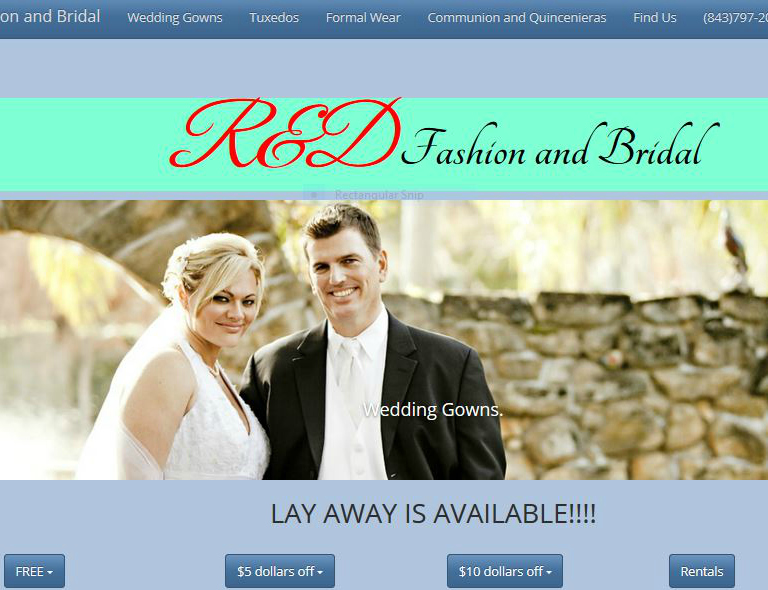 on and Bridal Wedding Gowns Tuxedos Formal Wear Communion and Quincenieras Find Us (843)797-20
R&D Fashion and Bridal
Rectangular Snip
Wedding Gowns.
LAY AWAY IS AVAILABLE!!!!
FREE $5 dollars off $10 dollars off Rentals